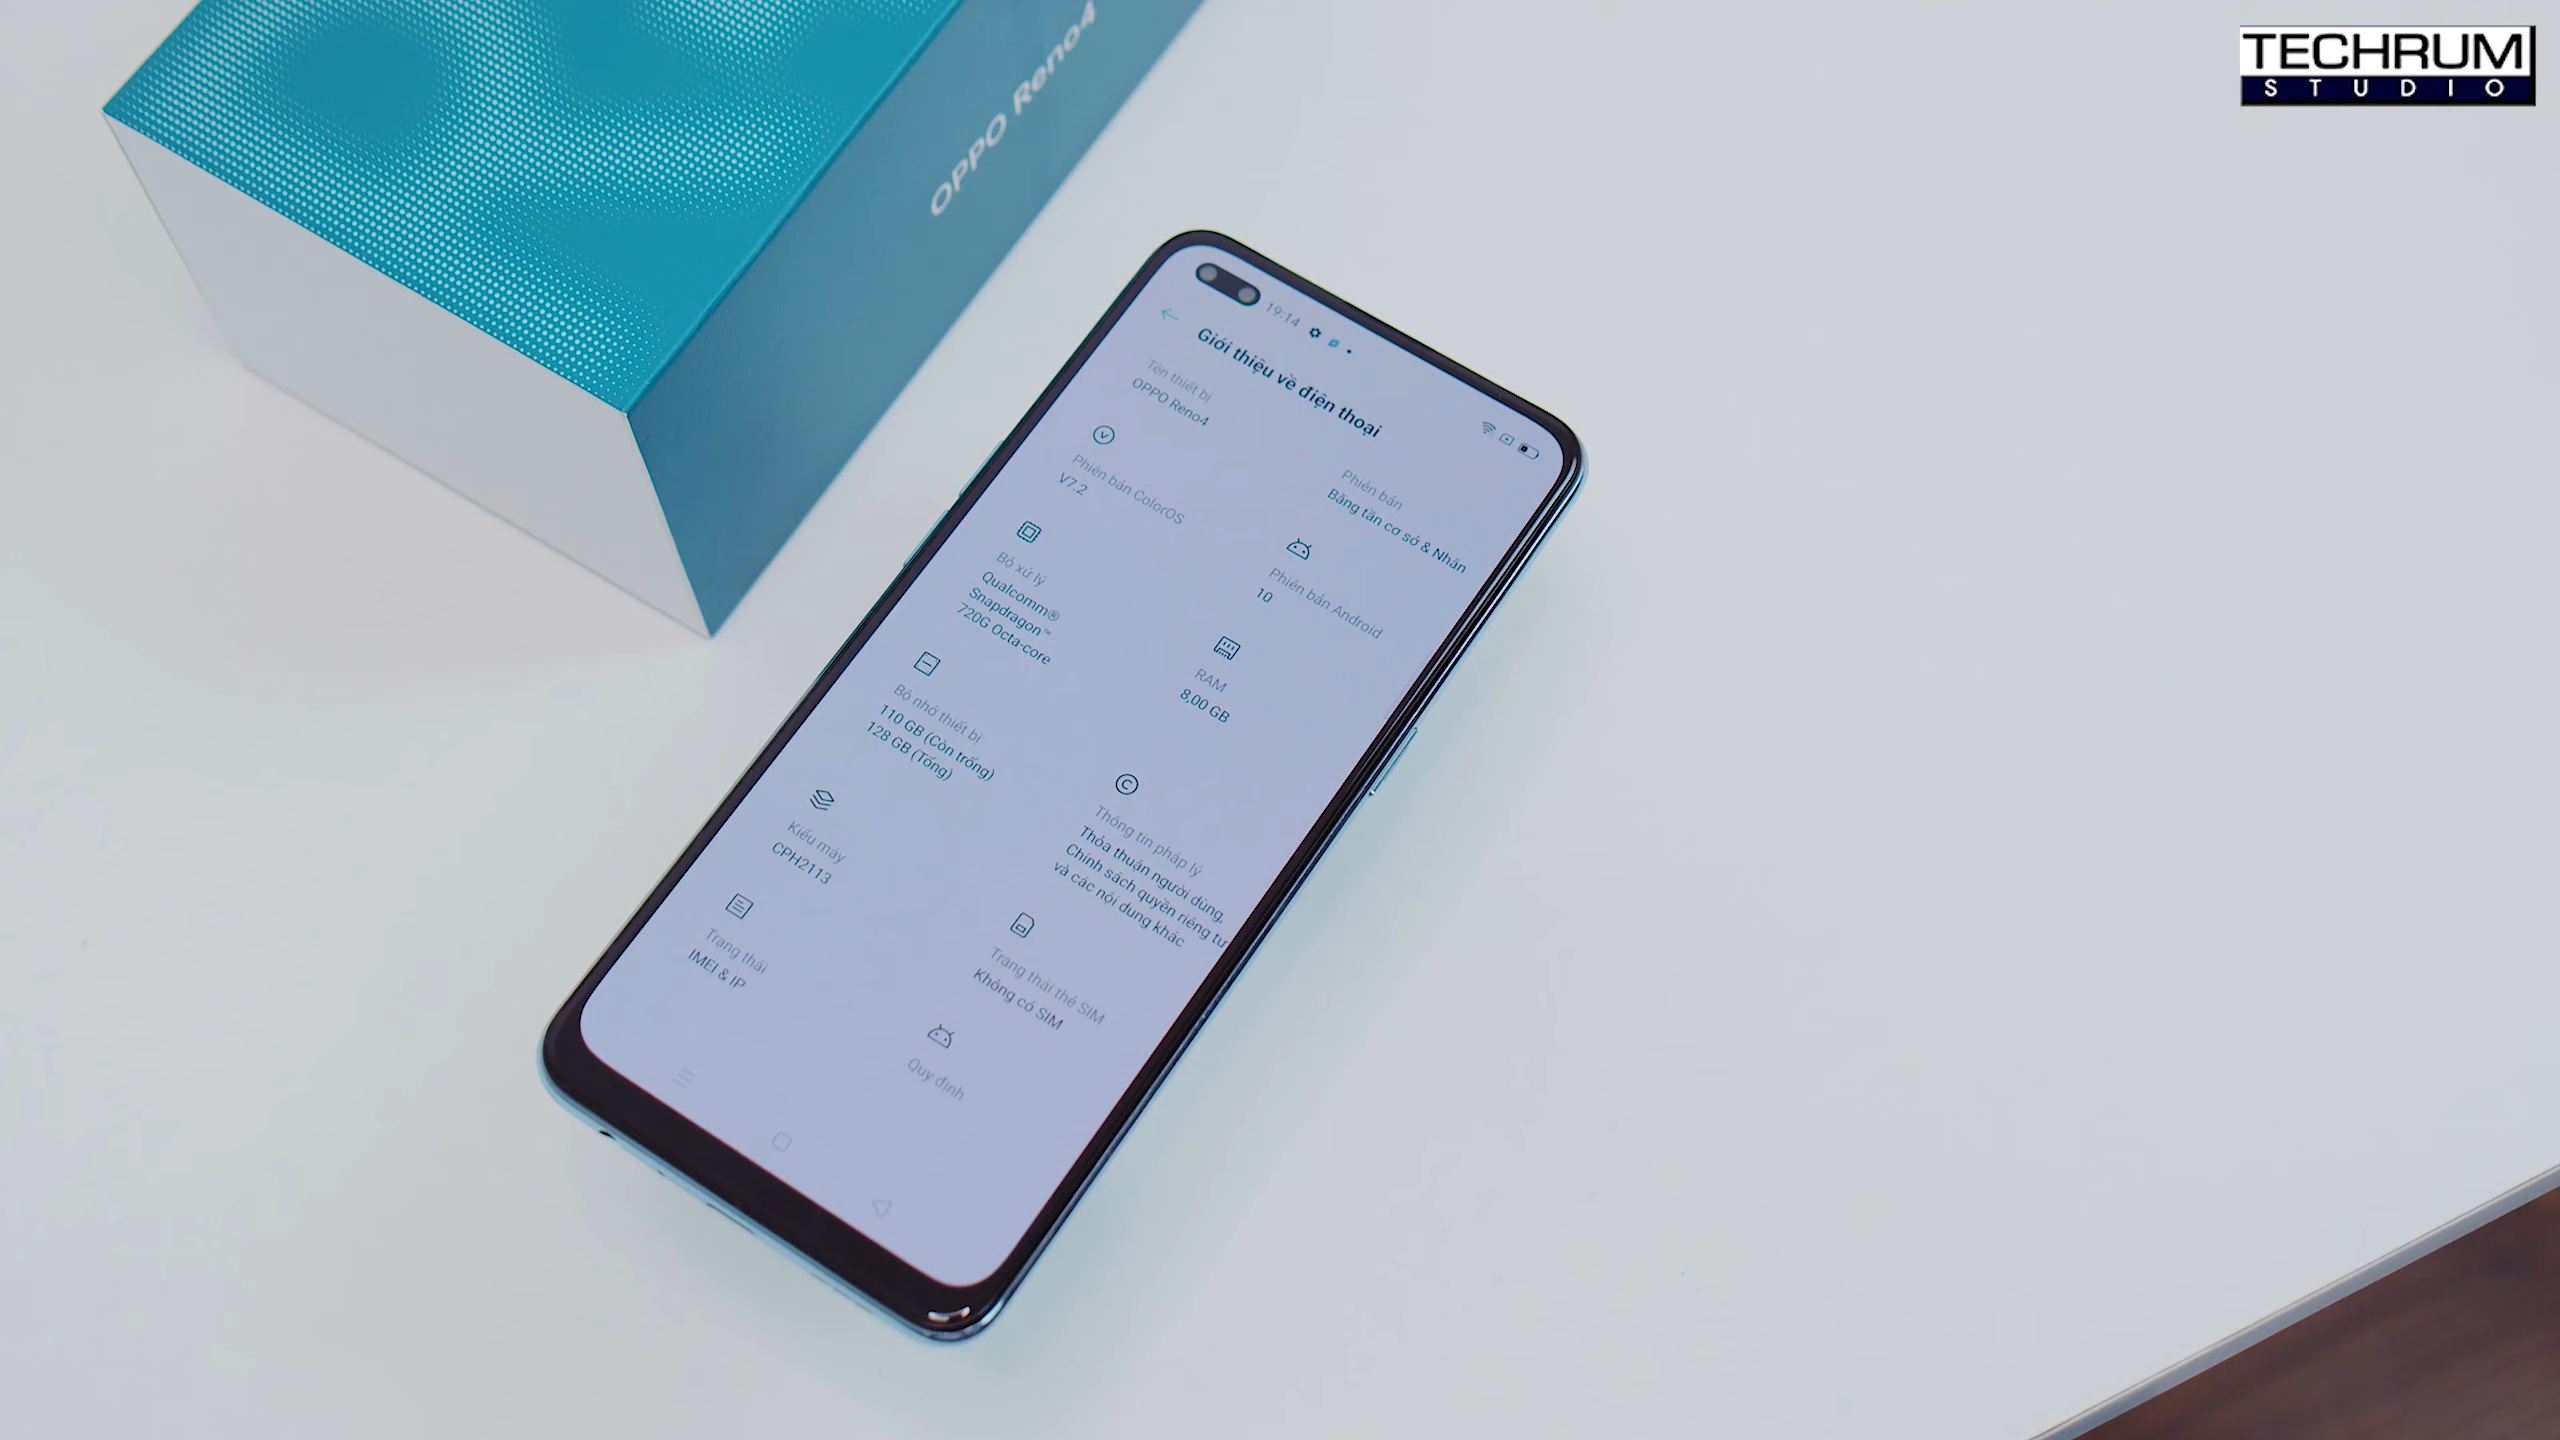 TECHRUM
STUDIO
OPPO Reno4
19:14
Giới thiệu về điện thoại
Tên thiết bị
OPPO Reno4
Phiên bản
Băng tần cơ sở & Nhân
Phiên bản ColorOS
V7.2
Phiên bản Android
10
Bộ xử lý
Qualcomm®
Snapdragon™
720G Octa-core
RAM
8,00 GB
Bộ nhớ thiết bị
110 GB (Còn trống)
128 GB (Tổng)
Thông tin pháp lý
Thỏa thuận người dùng,
Chính sách quyền riêng tư
và các nội dung khác
Kiểu máy
CPH2113
Trạng thái thẻ SIM
Không có SIM
Trạng thái
IMEI & IP
Quy định